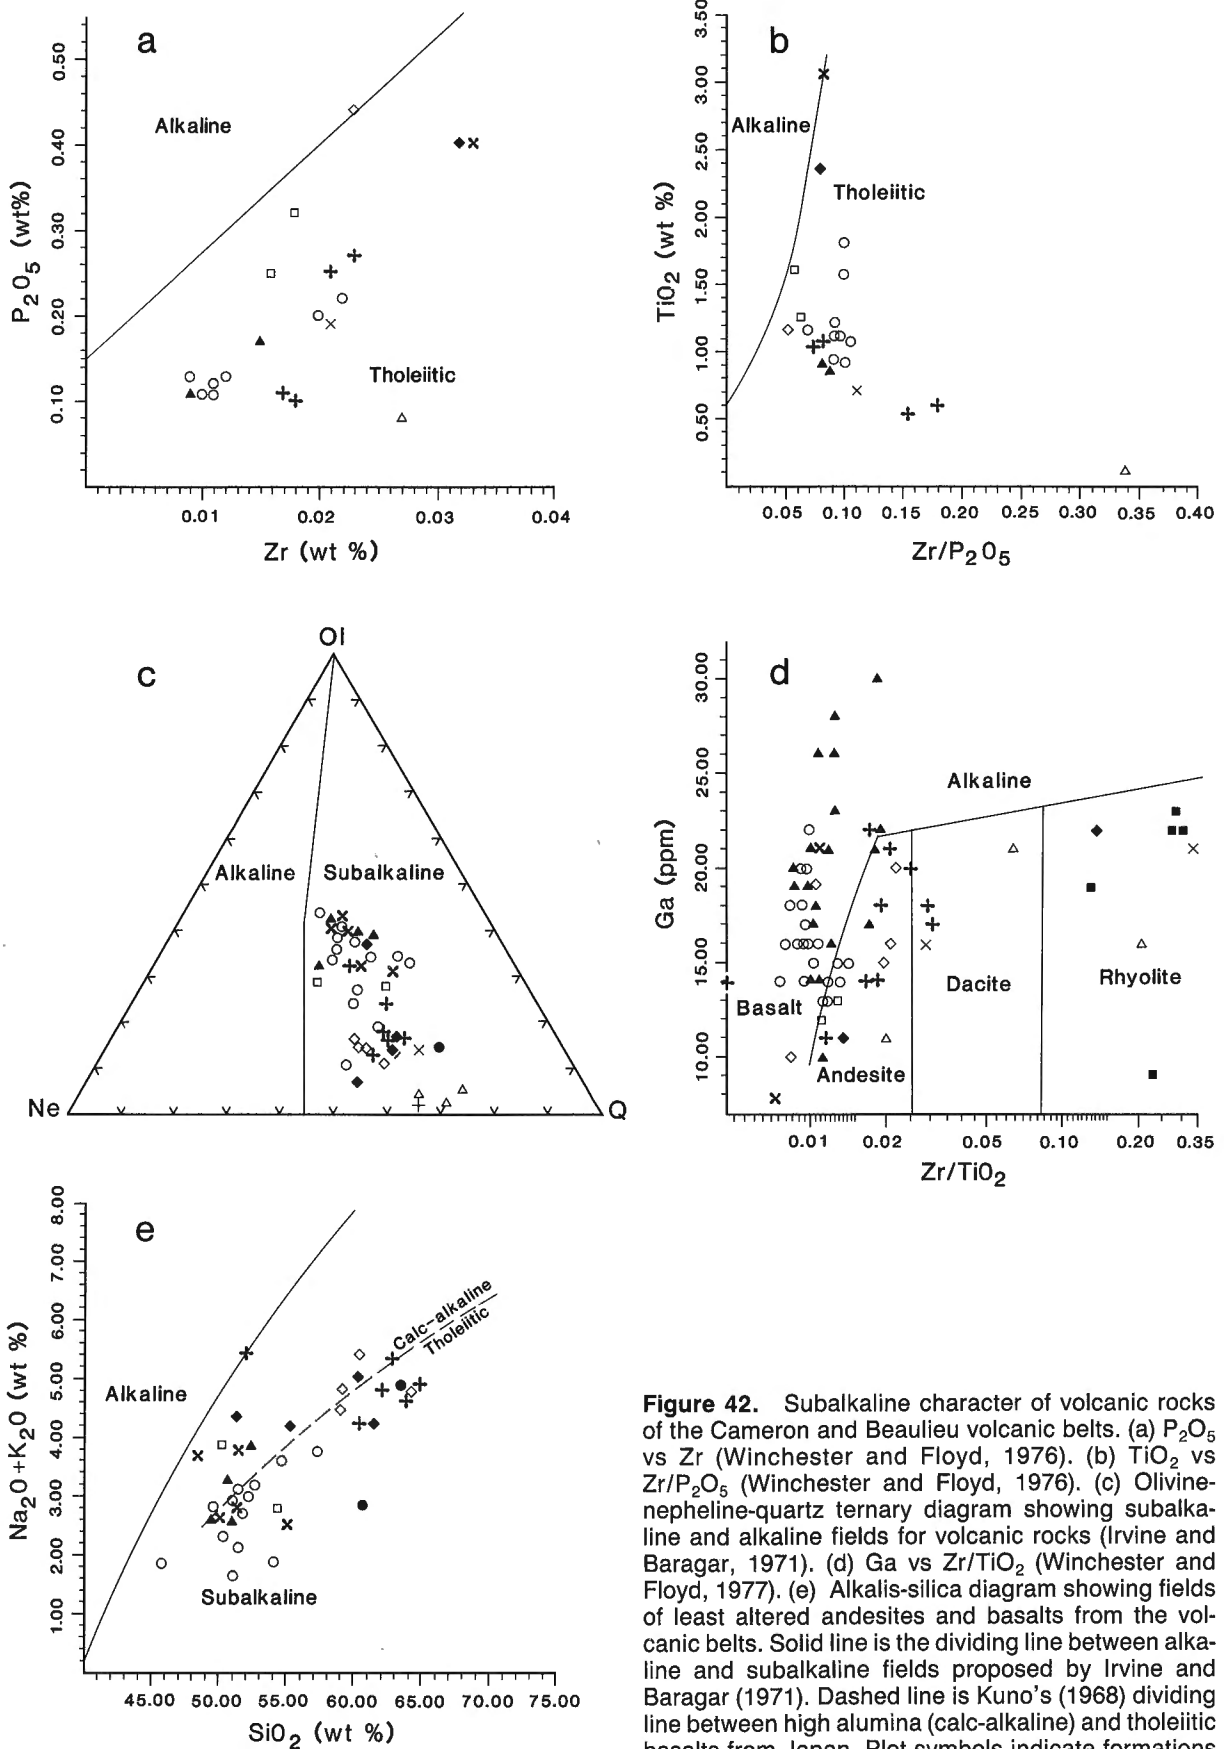 a
0.50
0.40
0.30
0.20
0.10
P2O5 (wt%)
Alkaline
Tholeiitic
0.01 0.02 0.03 0.04
Zr (wt %)
b
3.50
3.00
2.50
2.00
1.50
1.00
0.50
TiO2 (wt %)
Alkaline
Tholeiitic
0.05 0.10 0.15 0.20 0.25 0.30 0.35 0.40
Zr/P2O5
c
Ol
Alkaline Subalkaline
Ne Q
d
30.00
25.00
20.00
15.00
10.00
Ga (ppm)
Alkaline
Basalt
Andesite
Dacite
Rhyolite
0.01 0.02 0.05 0.10 0.20 0.35
Zr/TiO2
e
8.00
7.00
6.00
5.00
4.00
3.00
2.00
1.00
Na2O+K2O (wt %)
Alkaline
Calc-alkaline
Tholeiitic
Subalkaline
45.00 50.00 55.00 60.00 65.00 70.00 75.00
SiO2 (wt %)
Figure 42. Subalkaline character of volcanic rocks
of the Cameron and Beaulieu volcanic belts. (a) P2O5
vs Zr (Winchester and Floyd, 1976). (b) TiO2 vs
Zr/P2O5 (Winchester and Floyd, 1976). (c) Olivine-
nepheline-quartz ternary diagram showing subalka-
line and alkaline fields for volcanic rocks (Irvine and
Baragar, 1971). (d) Ga vs Zr/TiO2 (Winchester and
Floyd, 1977). (e) Alkalis-silica diagram showing fields
of least altered andesites and basalts from the vol-
canic belts. Solid line is the dividing line between alka-
line and subalkaline fields proposed by Irvine and
Baragar (1971). Dashed line is Kuno's (1968) dividing
line between high alumina (calc-alkaline) and tholeiitic
basalts from Japan. Plot symbols indicate formations